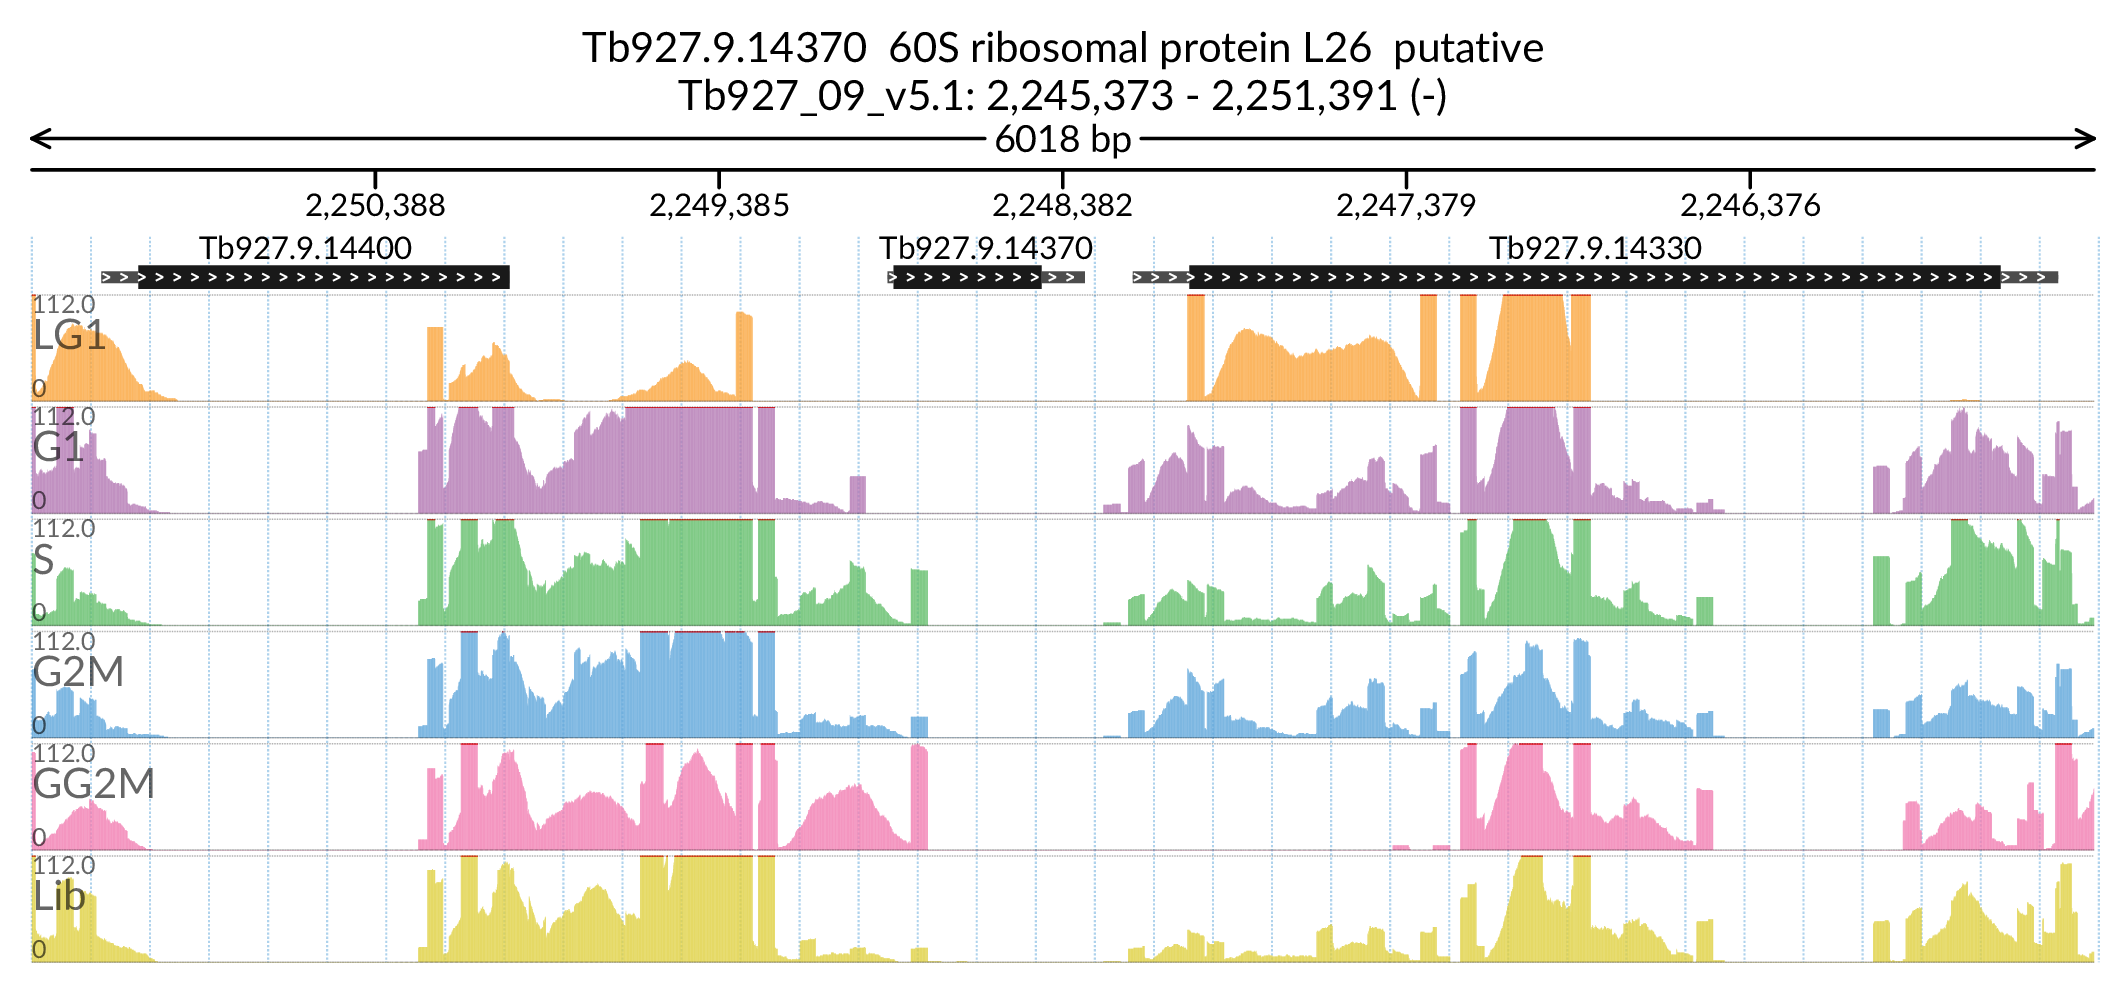 Tb927.9.14370 60S ribosomal protein L26 putative
Tb927_09_v5.1: 2,245,373 - 2,251,391 (-)
6018 bp
2,250,388 2,249,385 2,248,382 2,247,379 2,246,376
Tb927.9.14400 Tb927.9.14370 Tb927.9.14330
112.0
LG1
0
112.0
G1
0
112.0
S
0
112.0
G2M
0
112.0
GG2M
0
112.0
Lib
0